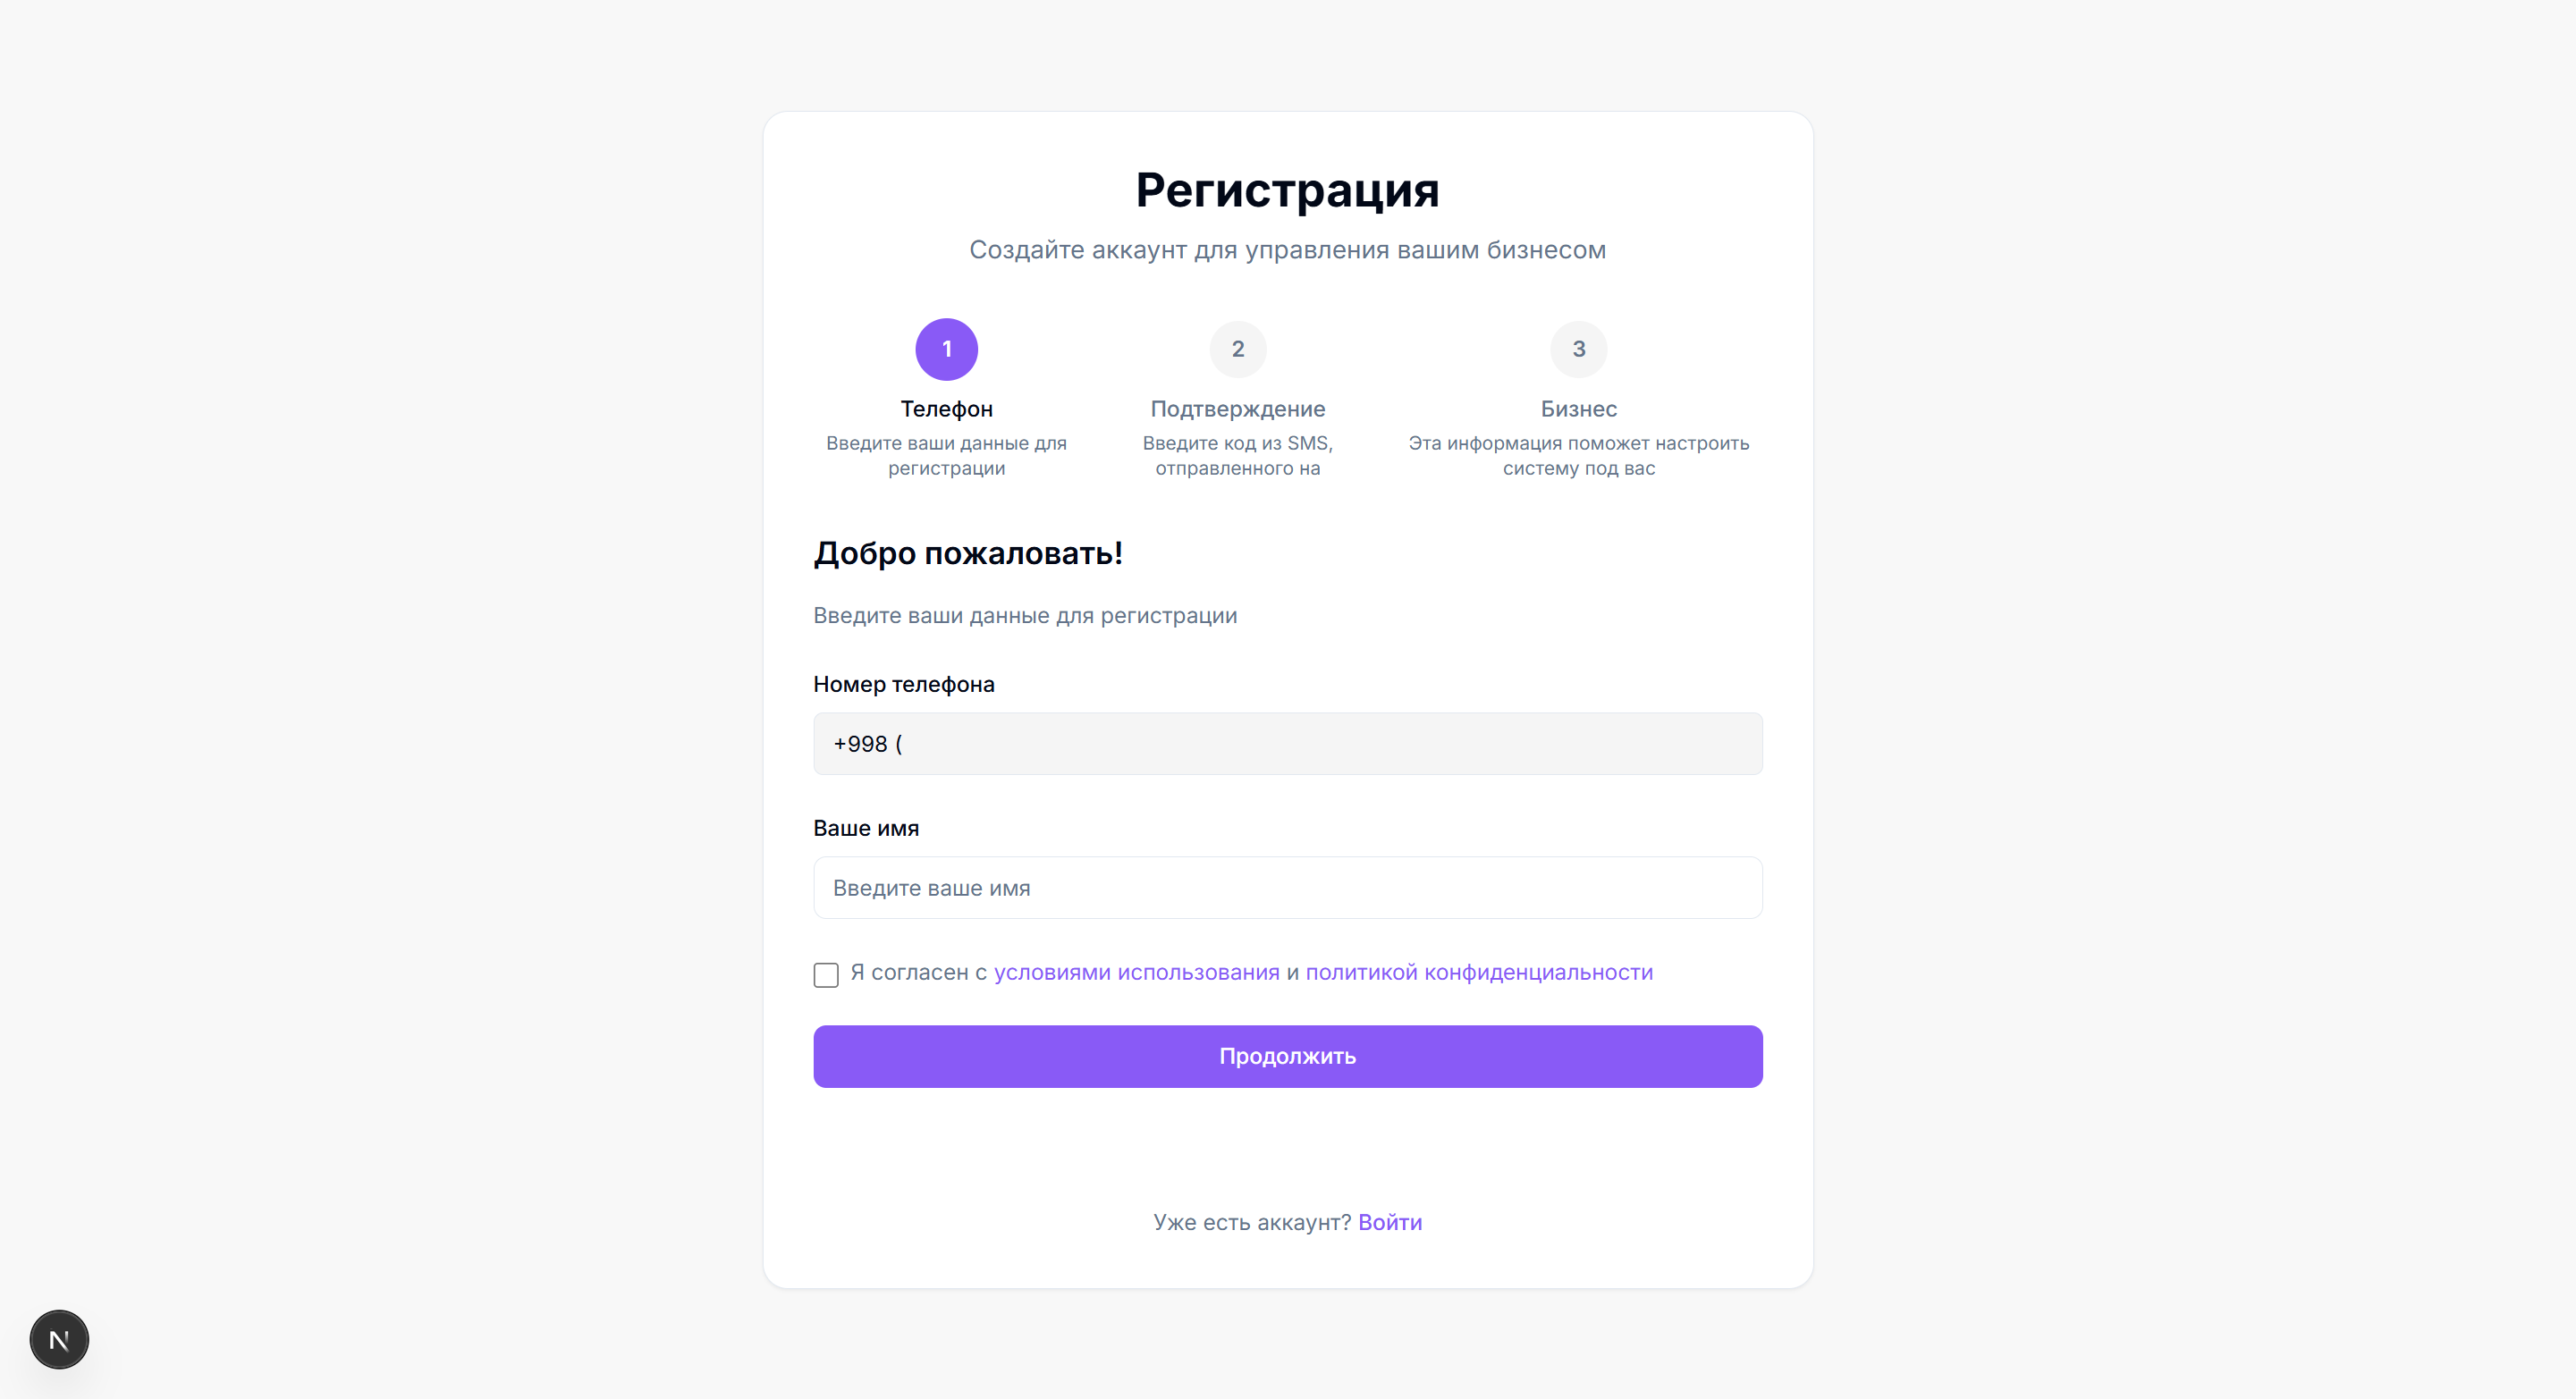 Регистрация
Создайте аккаунт для управления вашим бизнесом
1
Телефон
Введите ваши данные для
регистрации
2
Подтверждение
Введите код из SMS,
отправленного на
3
Бизнес
Эта информация поможет настроить
систему под вас
Добро пожаловать!
Введите ваши данные для регистрации
Номер телефона
+998 (
Ваше имя
Введите ваше имя
Я согласен с условиями использования и политикой конфиденциальности
Продолжить
Уже есть аккаунт? Войти
N